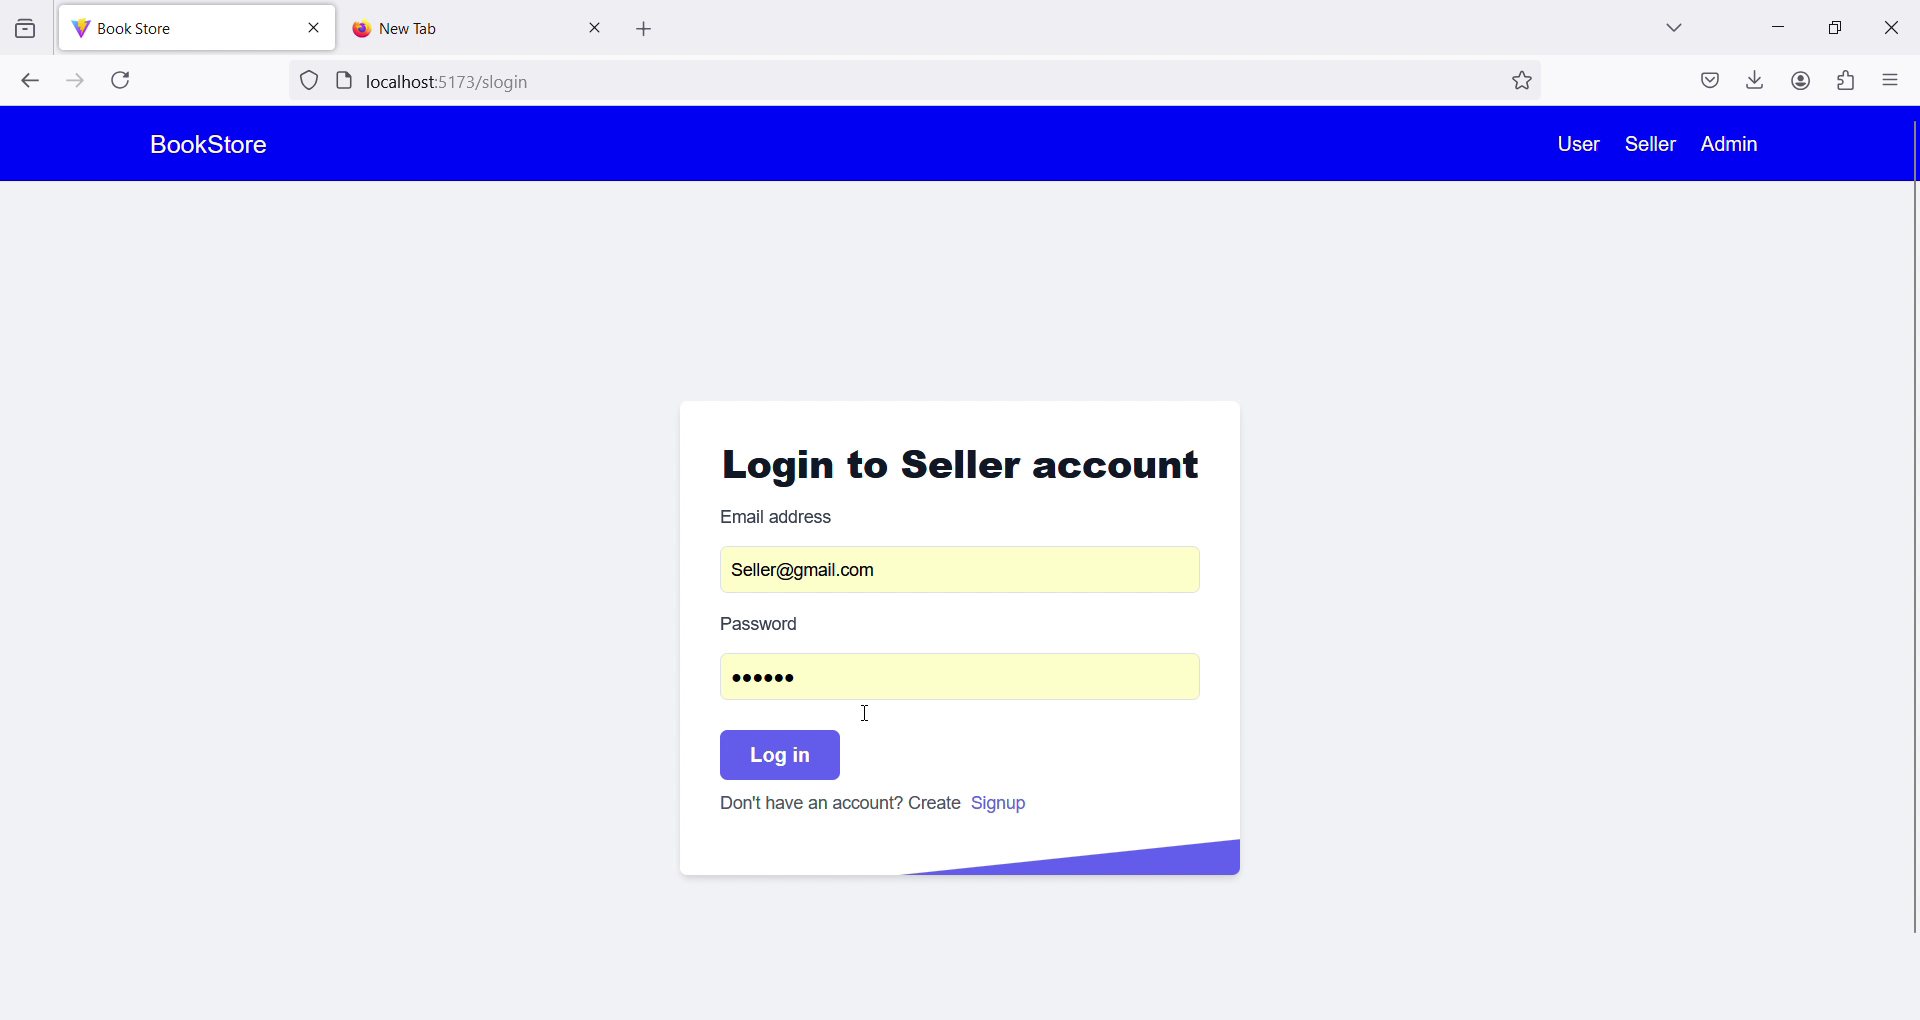 Book Store
New Tab
localhost:5173/slogin
BookStore
User Seller Admin
Login to Seller account
Email address
Seller@gmail.com
Password
••••••
Log in
Don't have an account? Create Signup